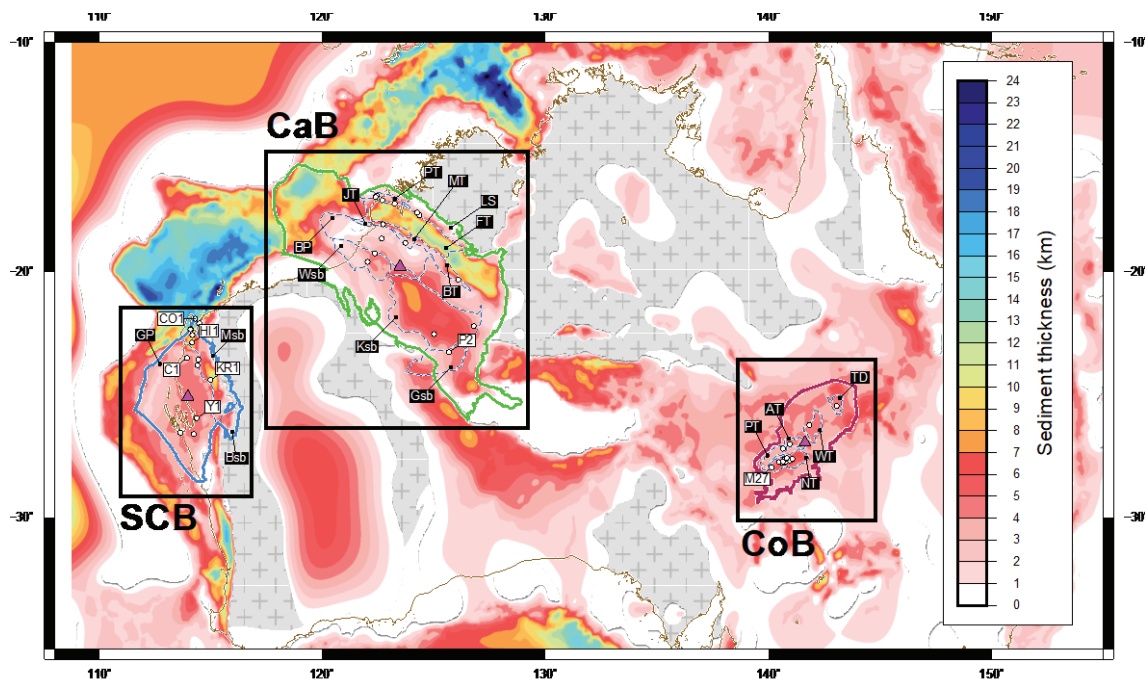 110° 120° 130° 140° 150°
−10° −10°
−20°
−30° −30°
110° 120° 130° 140° 150°
CaB
PT
MT
JT
LS
FT
BP
Wsb
BT
Ksb
P2
Gsb
CO1
GP
HI1
Msb
C1
KR1
Y1
Bsb
SCB
TD
AT
PT
WT
M27
NT
CoB
24
23
22
21
20
19
18
17
16
15
14
13
12
11
10
9
8
7
6
5
4
3
2
1
0
Sediment thickness (km)